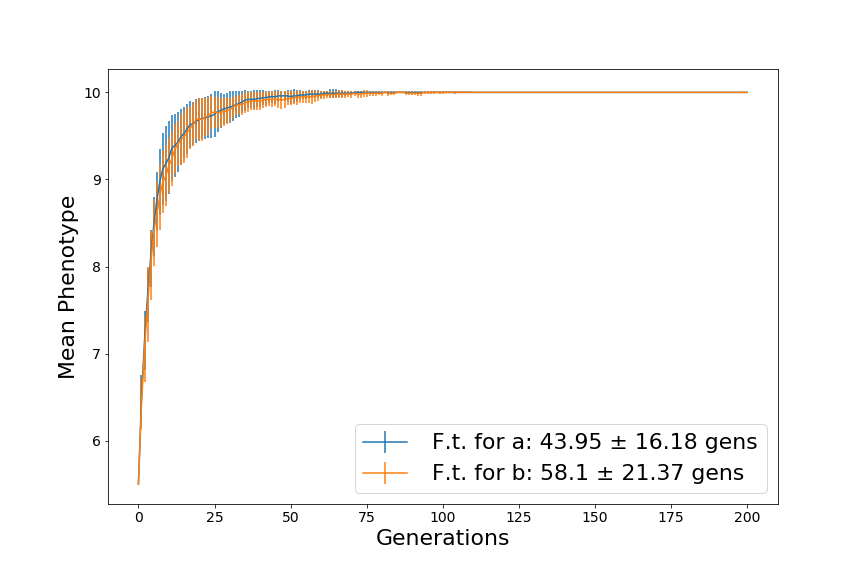 10
9
8
7
6
Mean Phenotype
F.t. for a: 43.95 ± 16.18 gens
F.t. for b: 58.1 ± 21.37 gens
0 25 50 75 100 125 150 175 200
Generations